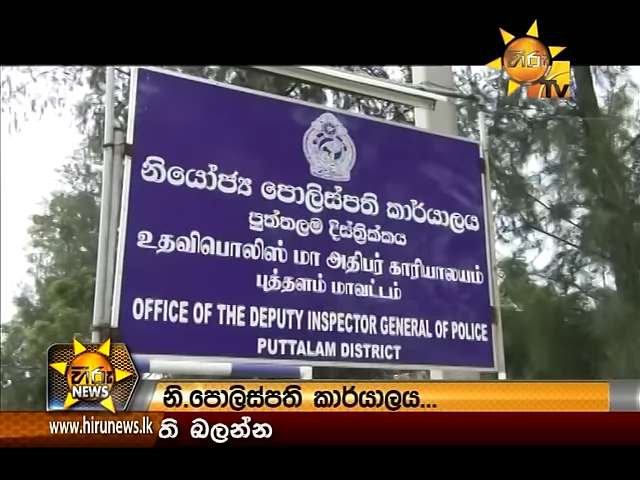 හිරු
TV
නියෝජ්‍ය පොලිස්පති කාර්යාලය
පුත්තලම දිස්ත්‍රික්කය
உதவிபொலிஸ் மா அதிபர் காரியாலயம்
புத்தளம் மாவட்டம்
OFFICE OF THE DEPUTY INSPECTOR GENERAL OF POLICE
PUTTALAM DISTRICT
හිරු
NEWS
නි.පොලිස්පති කාර්යාලය...
www.hirunews.lk ති බලන්න